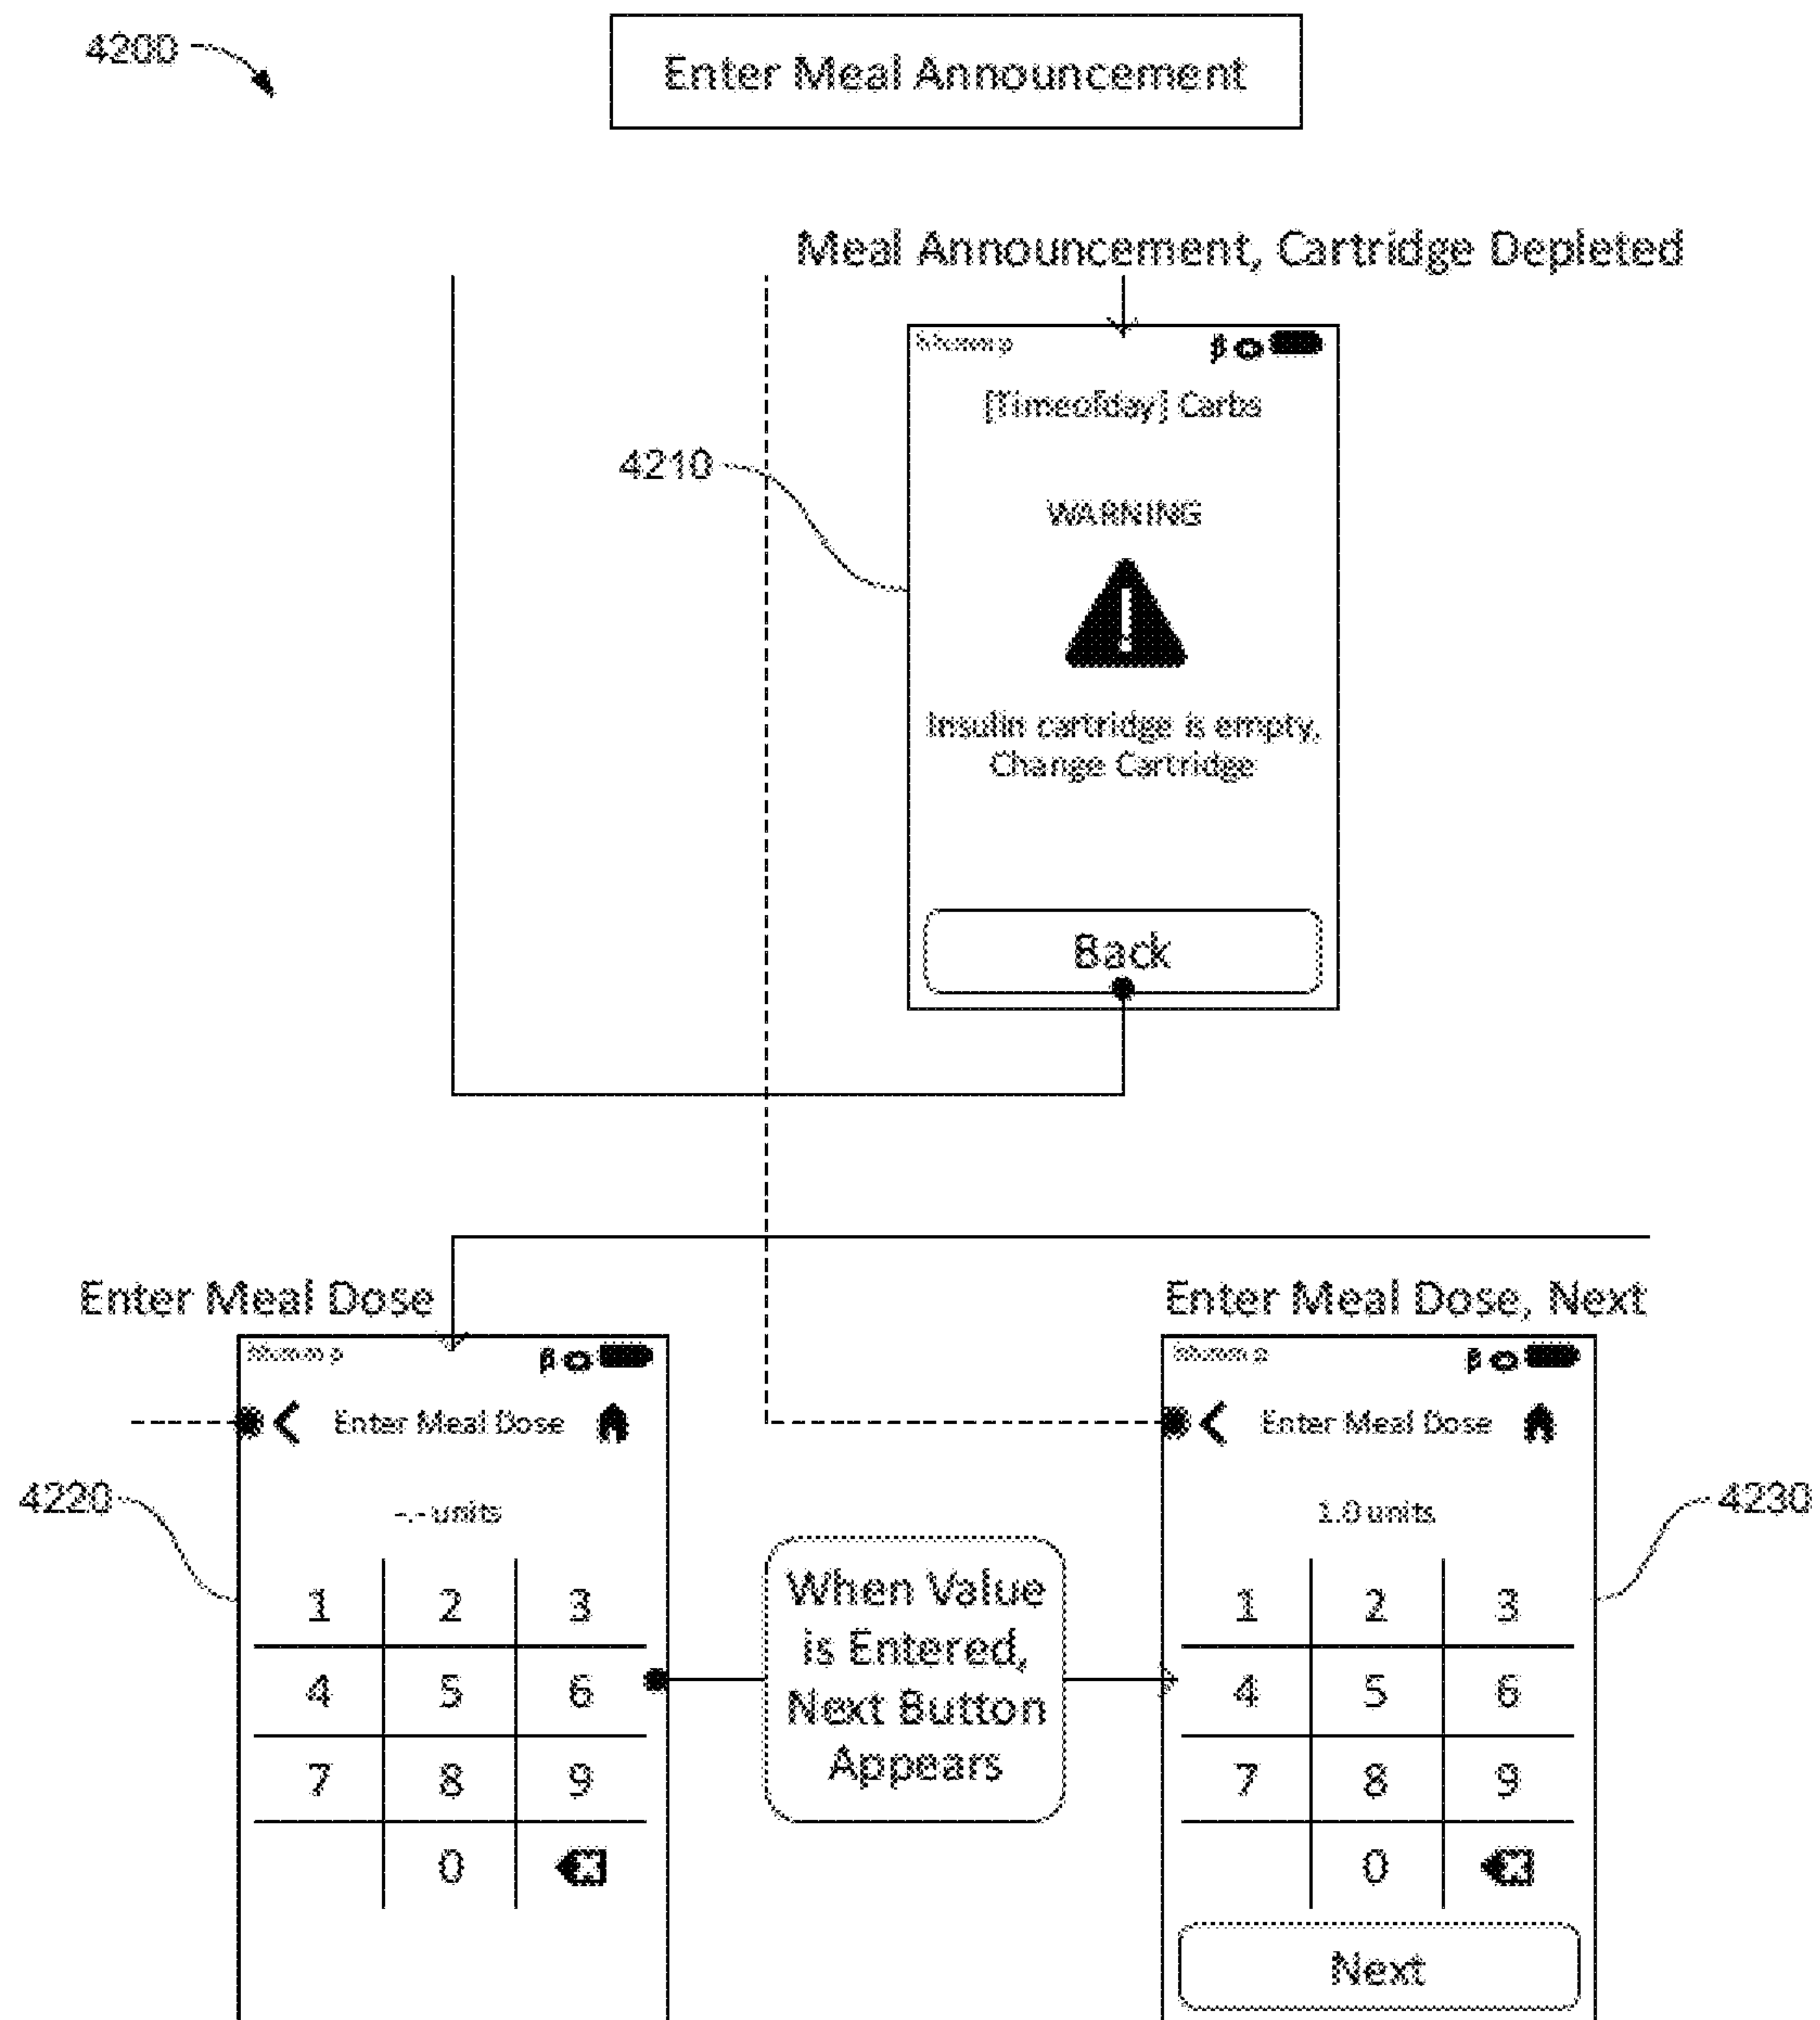 4200
Enter Meal Announcement
Meal Announcement, Cartridge Depleted
β
[Timeofday] Carbs
4210
WARNING
Insulin cartridge is empty,
Change Cartridge
Back
Enter Meal Dose
Enter Meal Dose, Next
β
β
Enter Meal Dose
Enter Meal Dose
4220
-.- units
1.0 units
4230
1 2 3
4 5 6
7 8 9
0
When Value
is Entered,
Next Button
Appears
1 2 3
4 5 6
7 8 9
0
Next